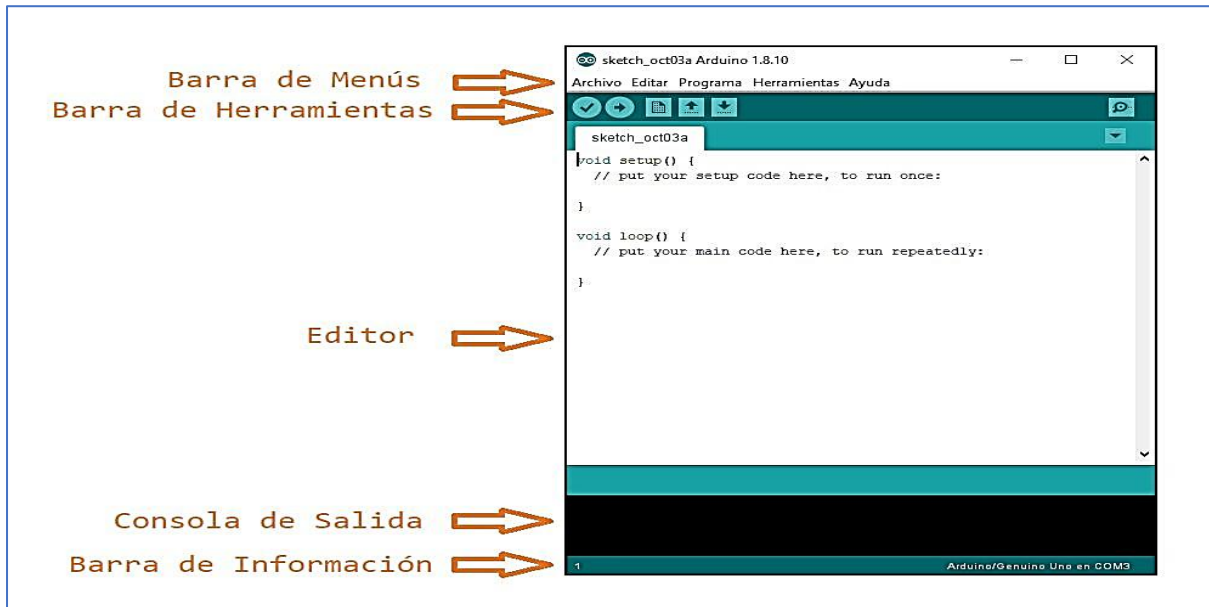 sketch_oct03a Arduino 1.8.10
Barra de Menús
Archivo Editar Programa Herramientas Ayuda
Barra de Herramientas
sketch_oct03a
void setup() {
// put your setup code here, to run once:
}
void loop() {
// put your main code here, to run repeatedly:
}
Editor
Consola de Salida
Barra de Información
1
Arduino/Genuino Uno en COM3